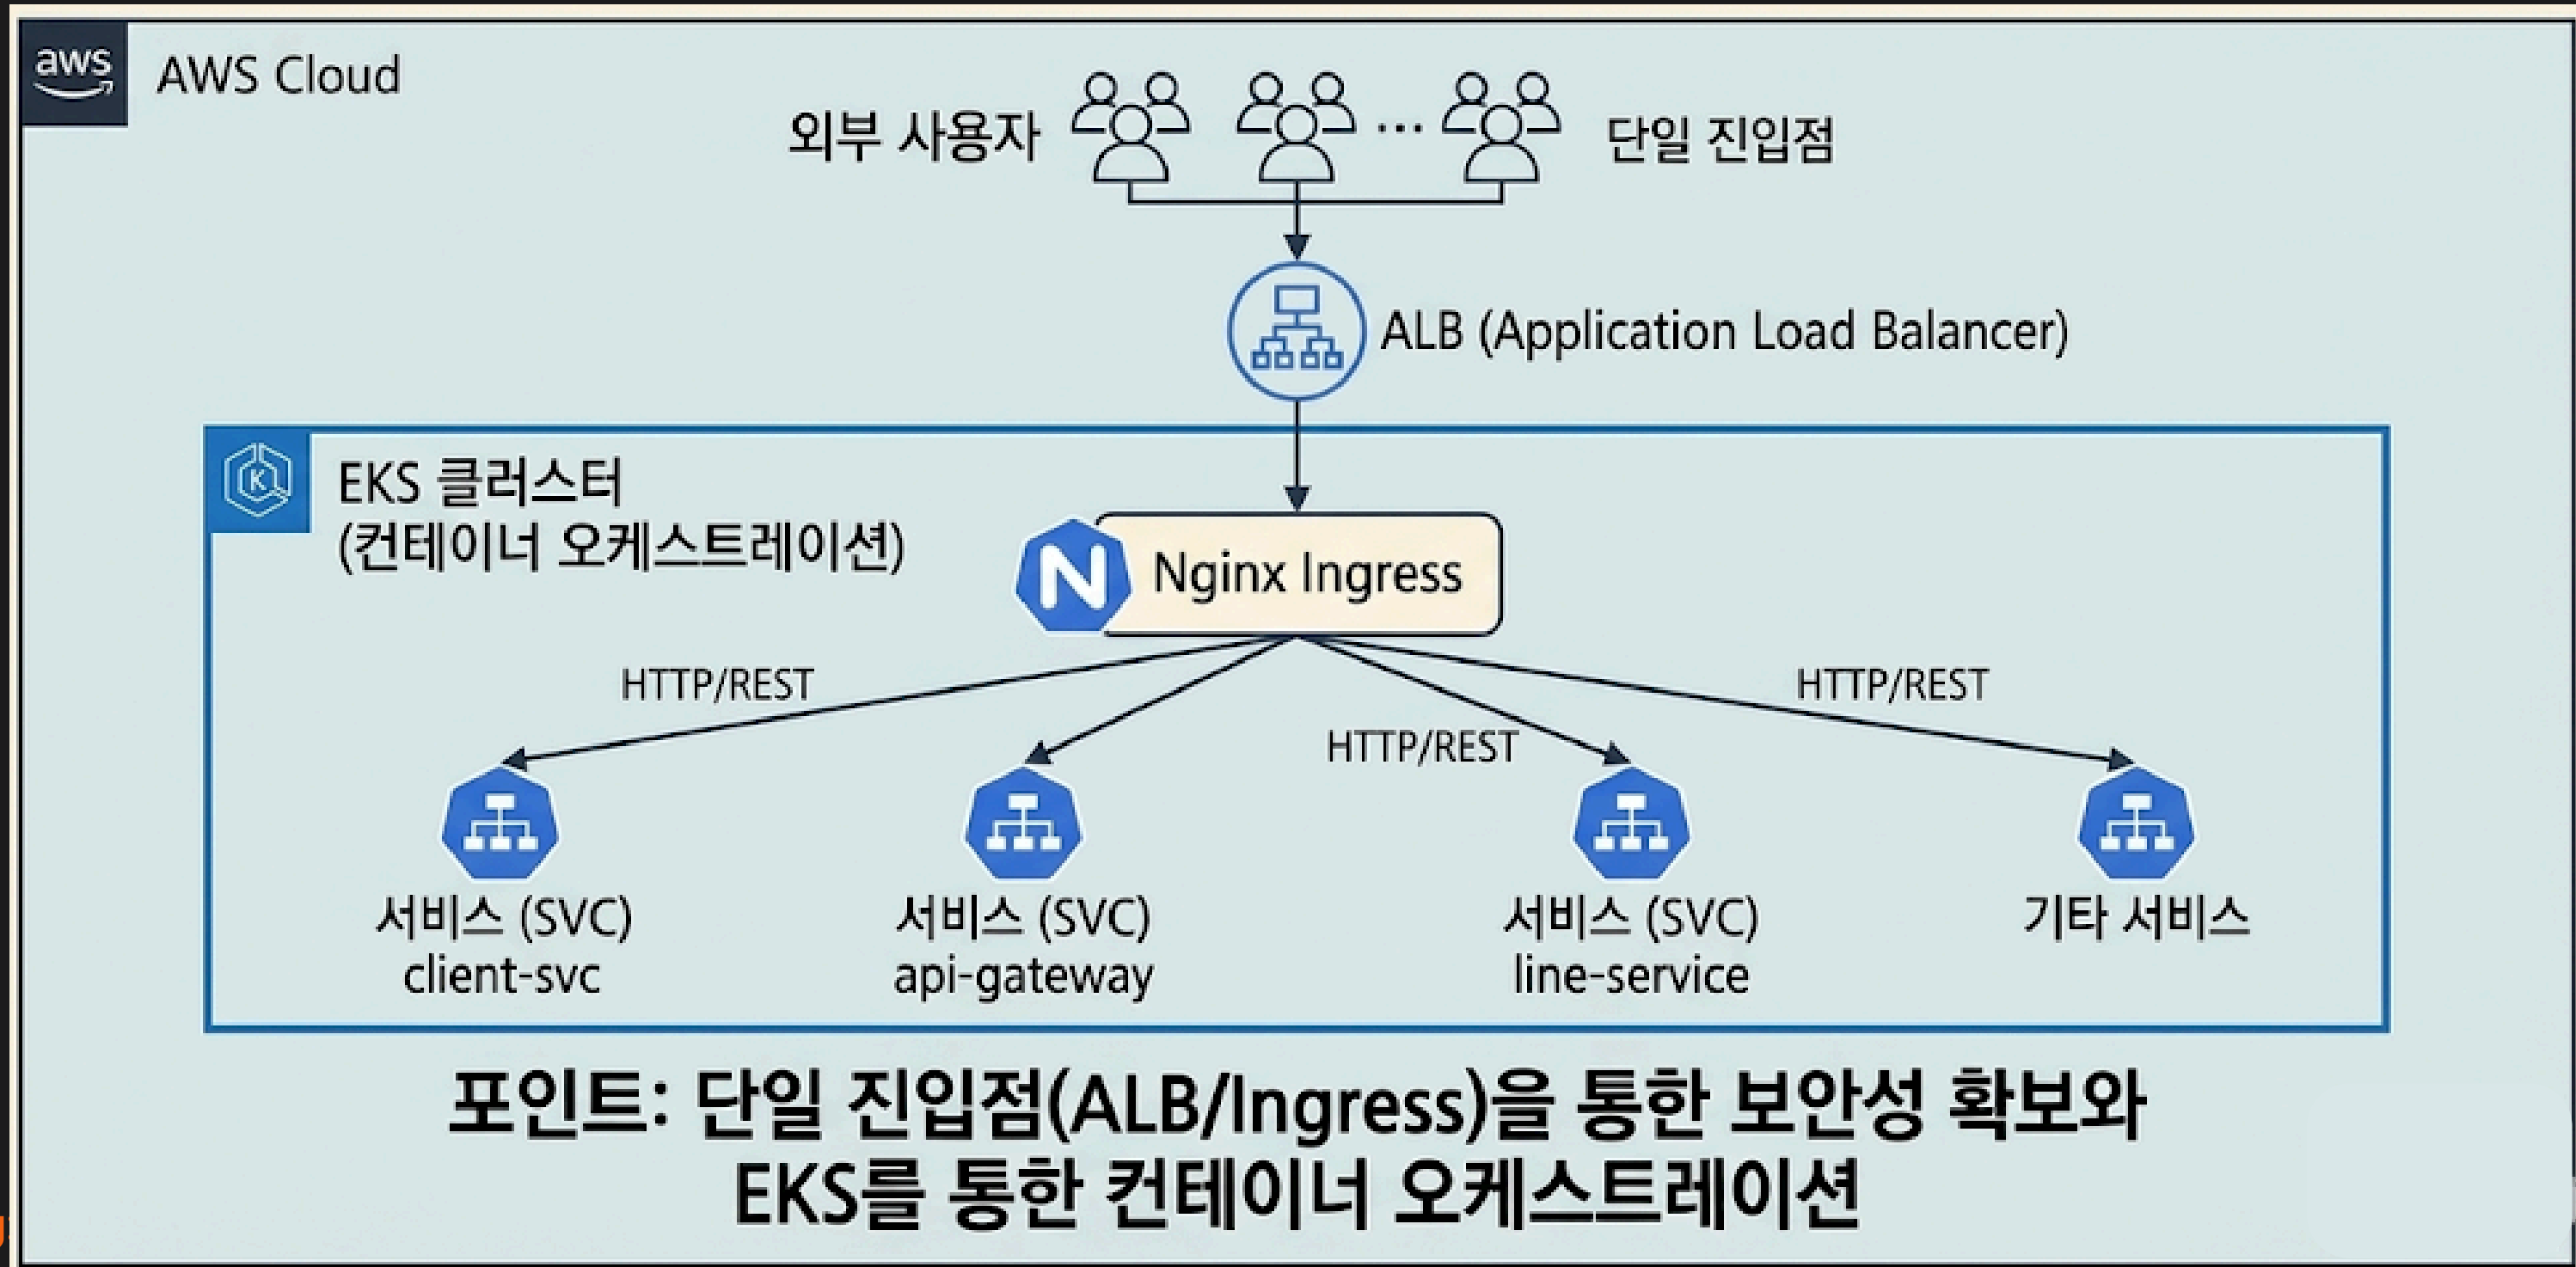 aws
AWS Cloud
외부 사용자
...
단일 진입점
ALB (Application Load Balancer)
K
EKS 클러스터
(컨테이너 오케스트레이션)
N
Nginx Ingress
HTTP/REST
HTTP/REST
HTTP/REST
서비스 (SVC)
client-svc
서비스 (SVC)
api-gateway
서비스 (SVC)
line-service
기타 서비스
포인트: 단일 진입점(ALB/Ingress)을 통한 보안성 확보와
EKS를 통한 컨테이너 오케스트레이션